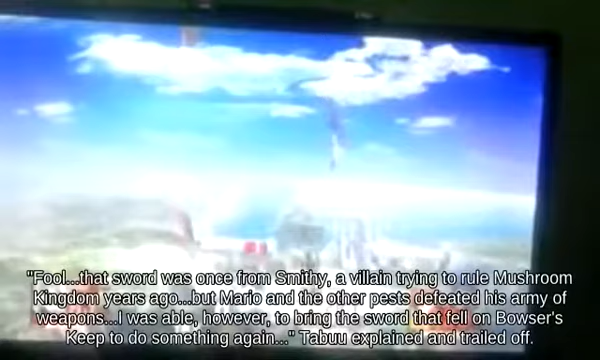 "Fool...that sword was once from Smithy, a villain trying to rule Mushroom
Kingdom years ago...but Mario and the other pests defeated his army of
weapons...I was able, however, to bring the sword that fell on Bowser's
Keep to do something again..." Tabuu explained and trailed off.